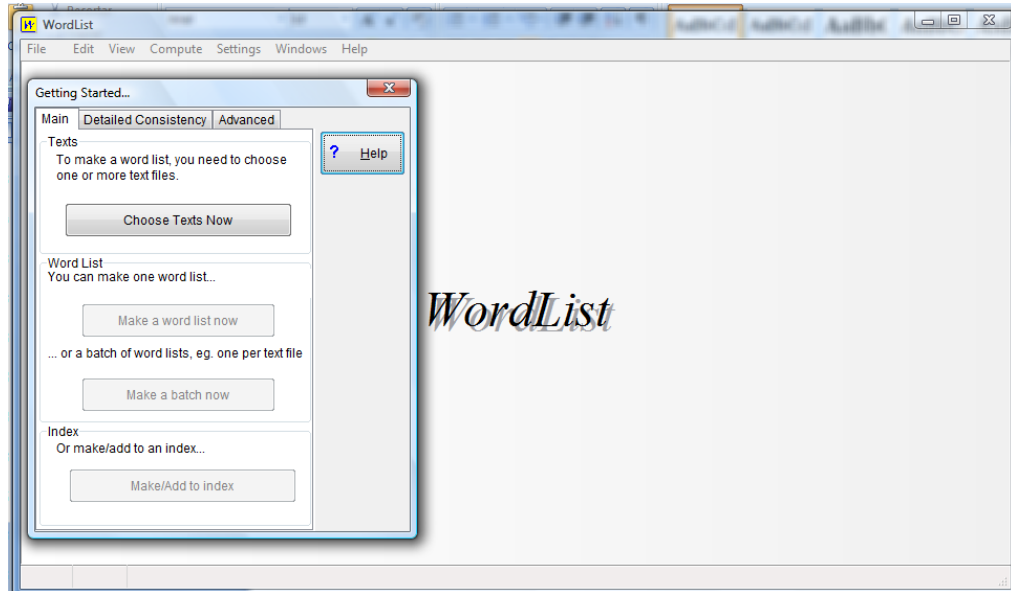 WordList
File Edit View Compute Settings Windows Help
Getting Started...
Main Detailed Consistency Advanced
Texts
To make a word list, you need to choose
one or more text files.
? Help
Choose Texts Now
Word List
You can make one word list...
Make a word list now
... or a batch of word lists, eg. one per text file
Make a batch now
Index
Or make/add to an index...
Make/Add to index
WordList